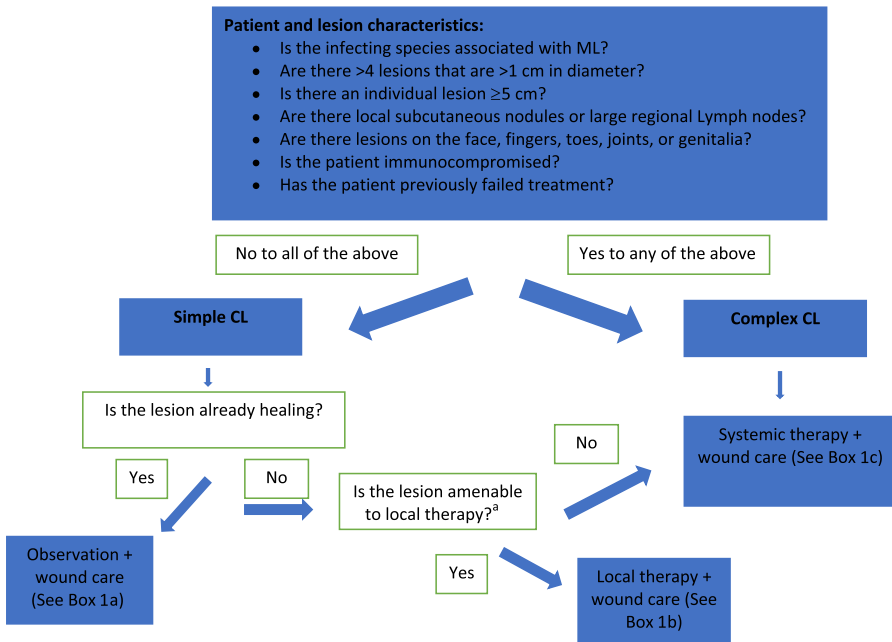 Patient and lesion characteristics:
• Is the infecting species associated with ML?
• Are there >4 lesions that are >1 cm in diameter?
• Is there an individual lesion ≥5 cm?
• Are there local subcutaneous nodules or large regional Lymph nodes?
• Are there lesions on the face, fingers, toes, joints, or genitalia?
• Is the patient immunocompromised?
• Has the patient previously failed treatment?
No to all of the above
Yes to any of the above
Simple CL
Complex CL
Is the lesion already healing?
Yes
No
Is the lesion amenable
to local therapy?ᵃ
No
Systemic therapy +
wound care (See Box 1c)
Observation +
wound care
(See Box 1a)
Yes
Local therapy +
wound care (See
Box 1b)